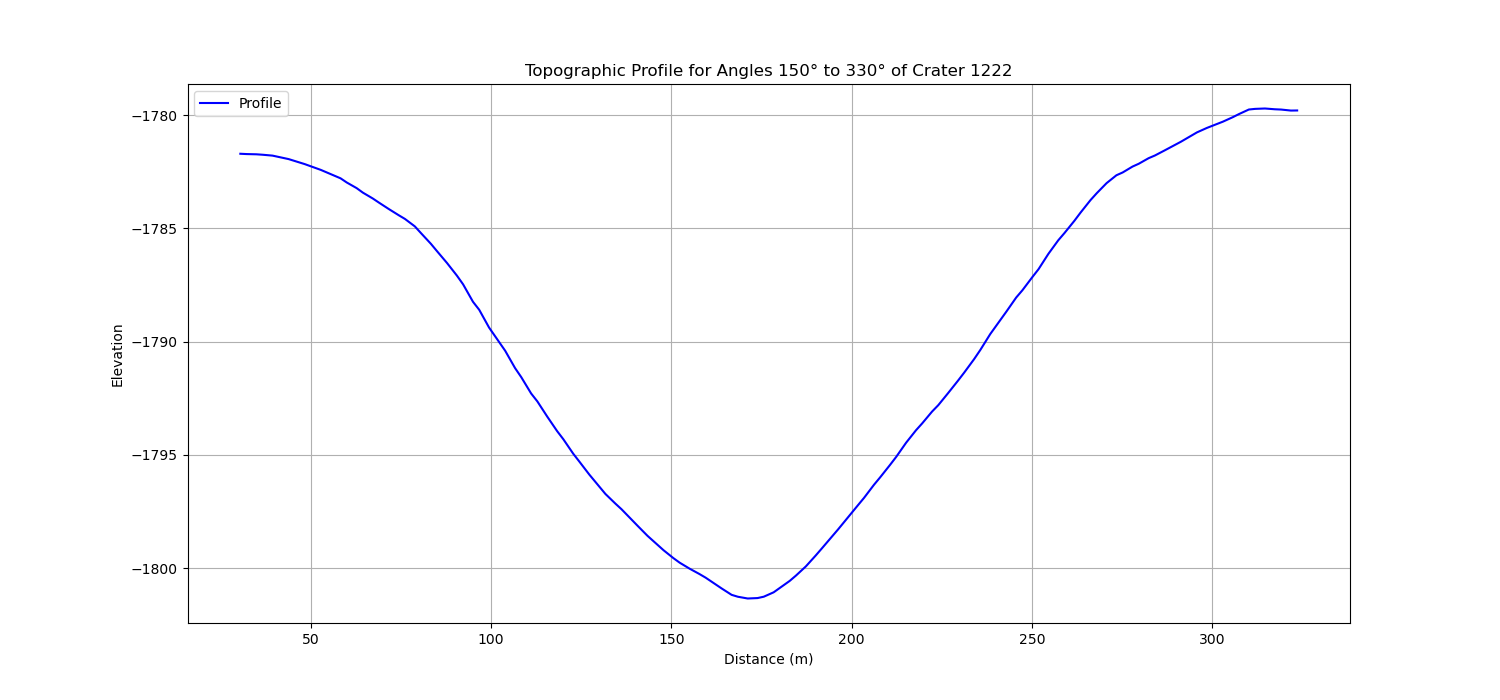 Topographic Profile for Angles 150° to 330° of Crater 1222
Profile
−1780
−1785
−1790
−1795
−1800
Elevation
50 100 150 200 250 300
Distance (m)